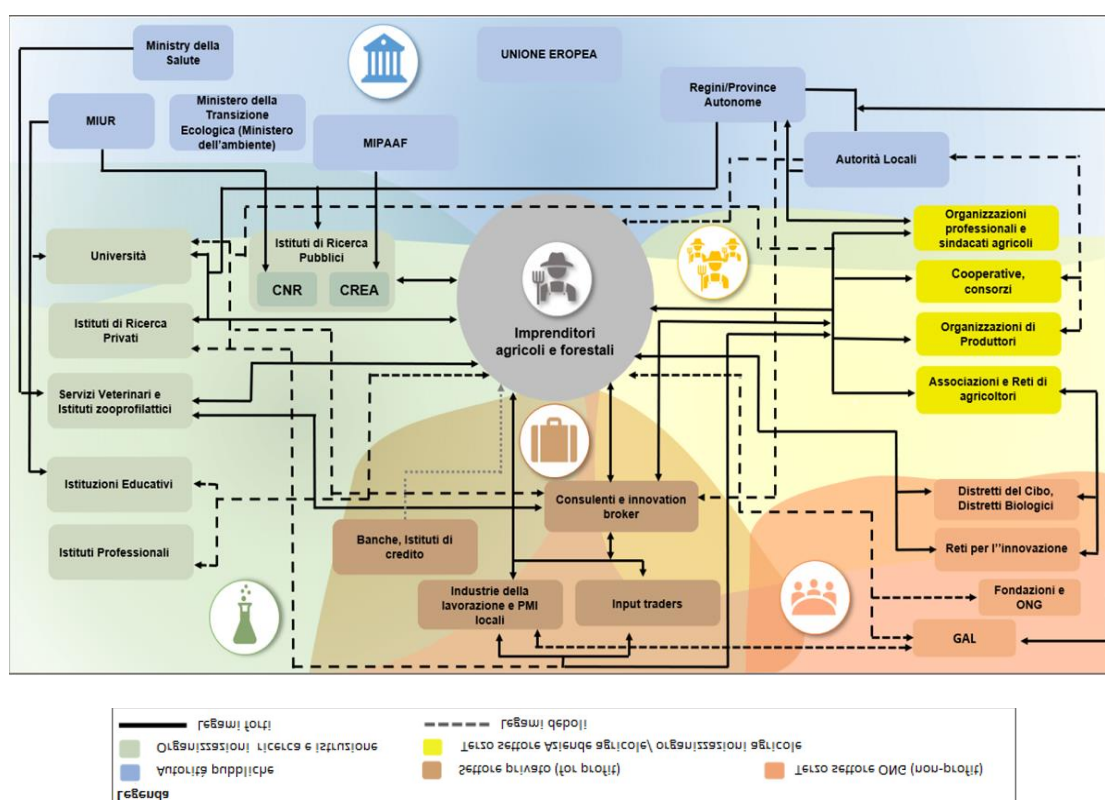 Ministry della
Salute
UNIONE EROPEA
Regini/Province
Autonome
MIUR
Ministero della
Transizione
Ecologica (Ministero
dell'ambiente)
MIPAAF
Autorità Locali
Organizzazioni
professionali e
sindacati agricoli
Università
Istituti di Ricerca
Pubblici
CNR
CREA
Cooperative,
consorzi
Istituti di Ricerca
Privati
Imprenditori
agricoli e forestali
Organizzazioni di
Produttori
Servizi Veterinari e
Istituti zooprofilattici
Associazioni e Reti di
agricoltori
Istituzioni Educativi
Consulenti e innovation
broker
Distretti del Cibo,
Distretti Biologici
Istituti Professionali
Banche, Istituti di
credito
Reti per l''innovazione
Industrie della
lavorazione e PMI
locali
Input traders
Fondazioni e
ONG
GAL
Legami forti
Legami deboli
Organizzazioni ricerca e istruzione
Terzo settore Aziende agricole/ organizzazioni agricole
Autorità pubbliche
Settore privato (for profit)
Terzo settore ONG (non-profit)
Legenda